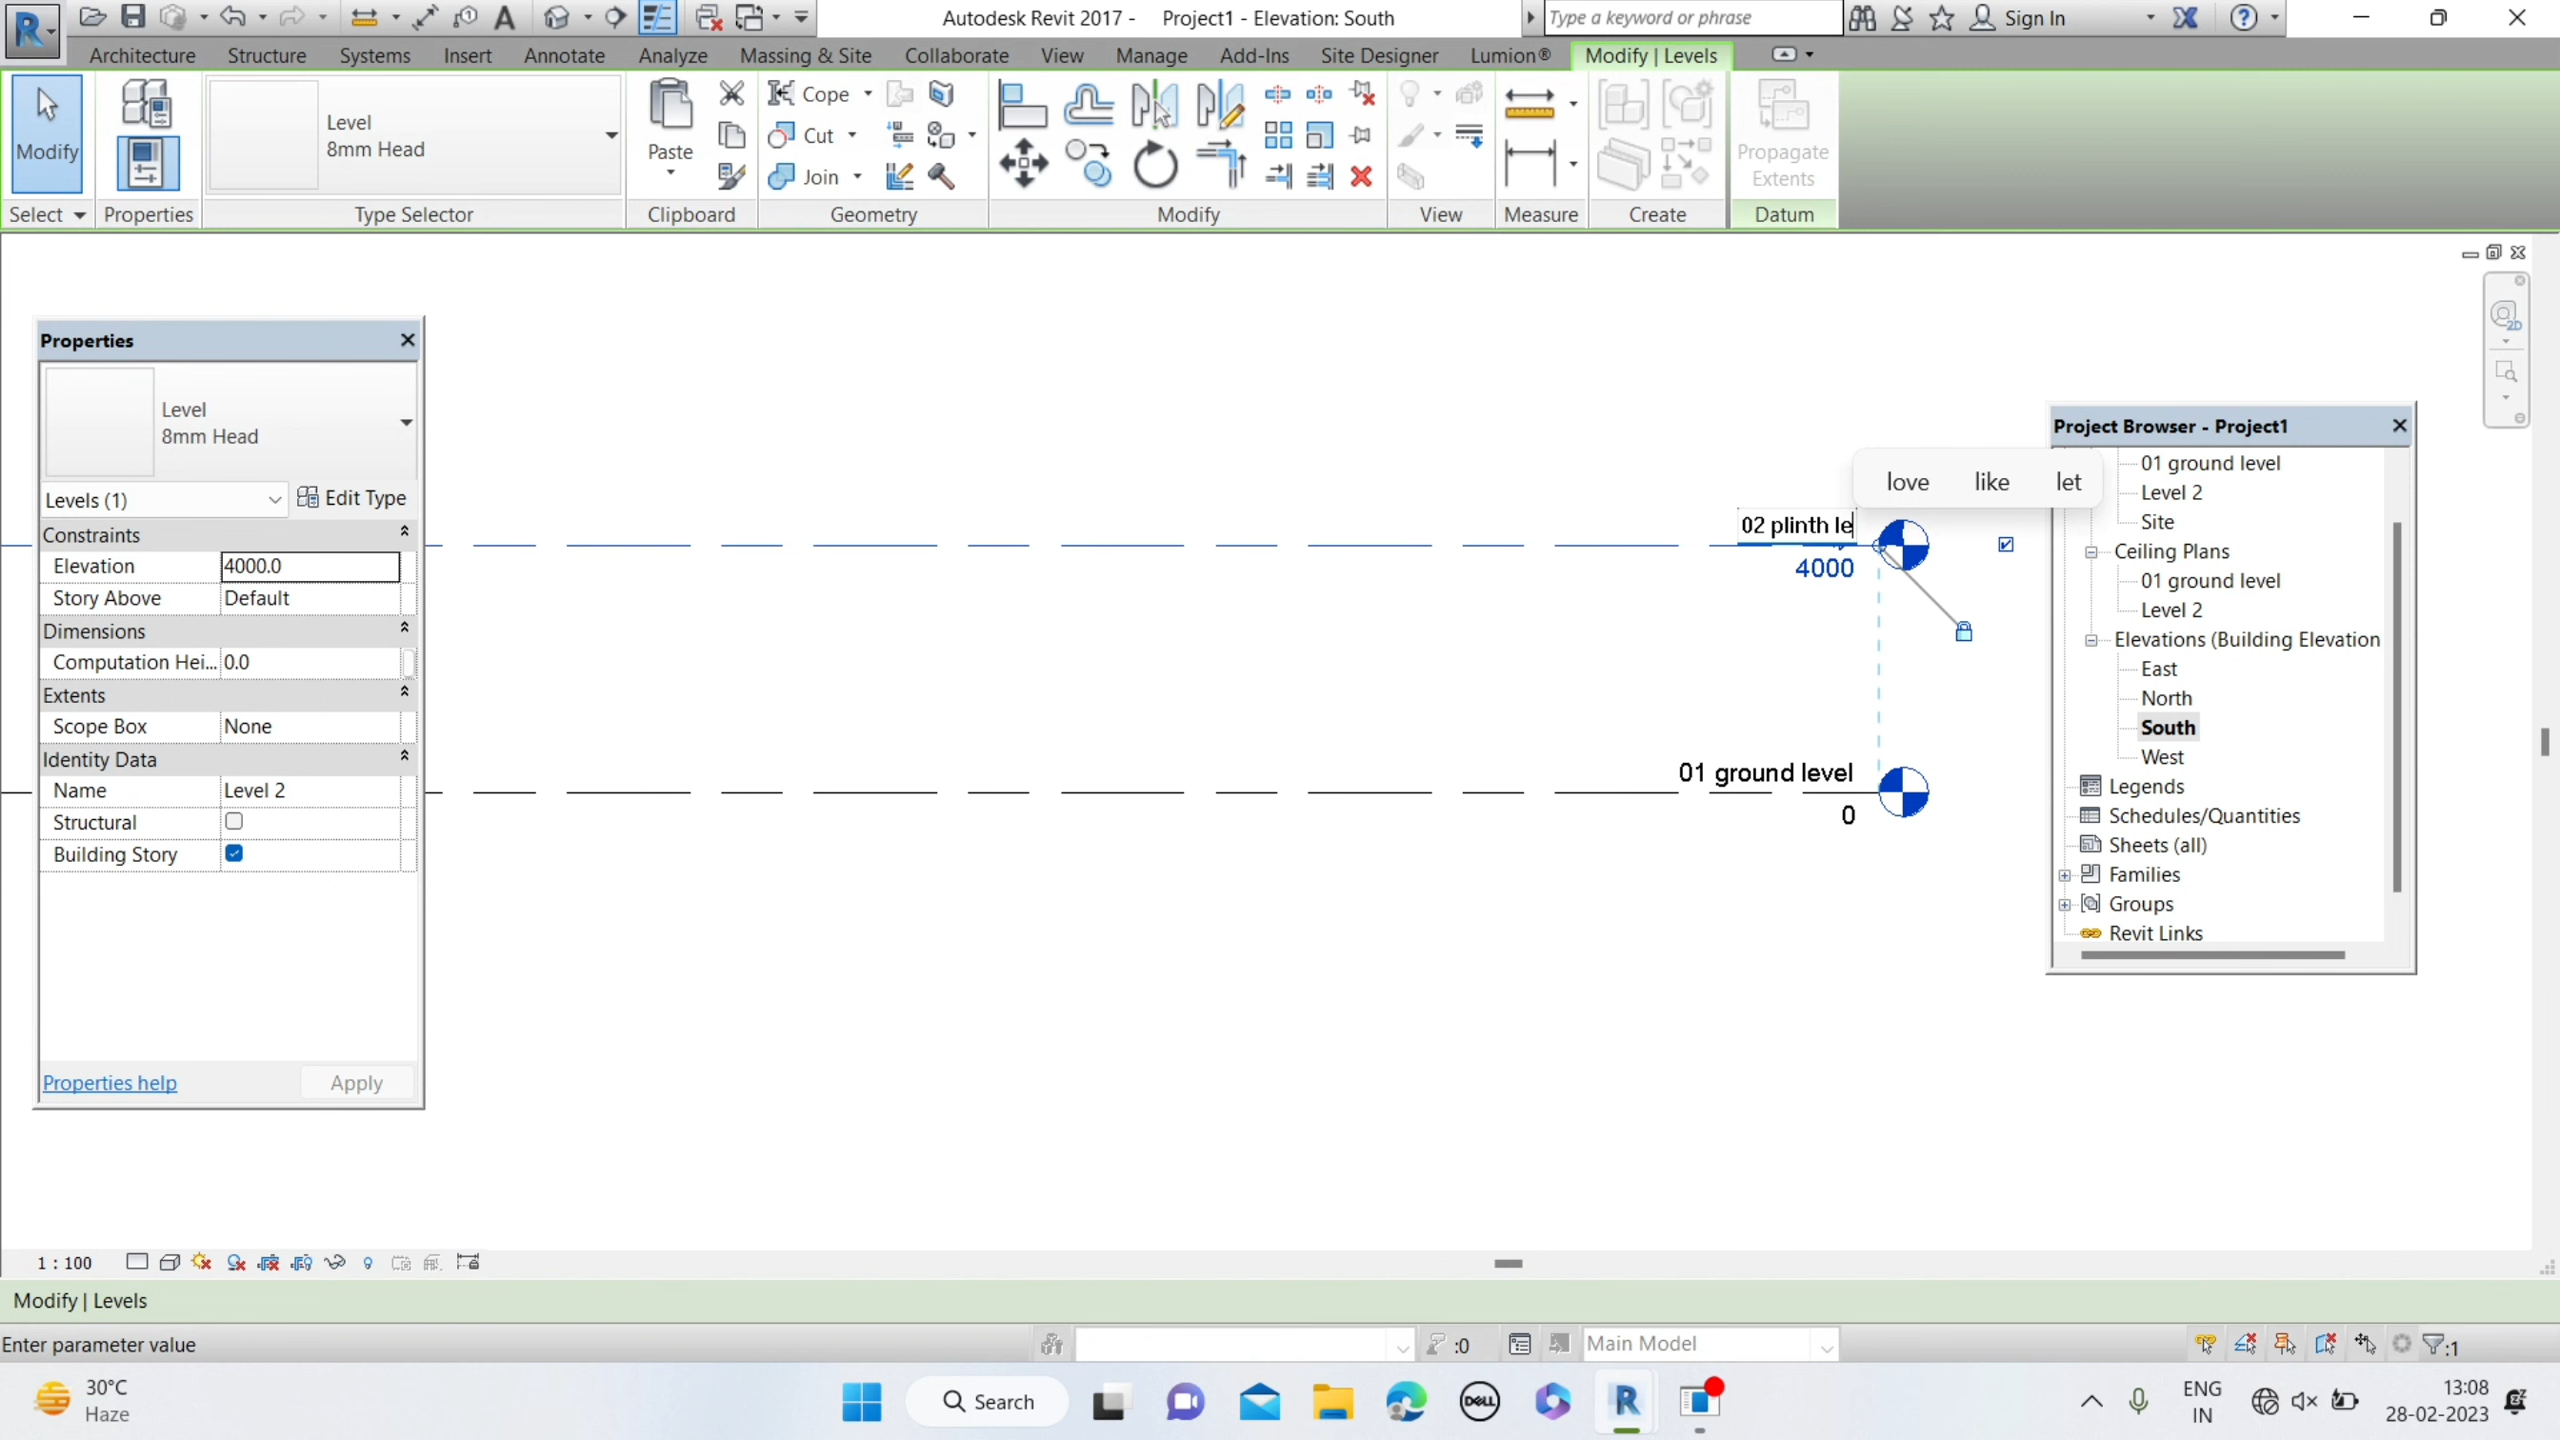 Autodesk Revit 2017 - Project1 - Elevation: South
Type a keyword or phrase
Sign In
Architecture Structure Systems Insert Annotate Analyze Massing & Site Collaborate View Manage Add-Ins Site Designer Lumion® Modify | Levels
Modify
Level
8mm Head
Paste
Cope
Cut
Join
Propagate
Extents
Select Properties Type Selector Clipboard Geometry Modify View Measure Create Datum
Properties
Level
8mm Head
Levels (1) Edit Type
Constraints
Elevation 4000.0
Story Above Default
Dimensions
Computation Hei... 0.0
Extents
Scope Box None
Identity Data
Name Level 2
Structural
Building Story
Properties help Apply
love like let
02 plinth le
4000
01 ground level
0
Project Browser - Project1
01 ground level
Level 2
Site
Ceiling Plans
01 ground level
Level 2
Elevations (Building Elevation
East
North
South
West
Legends
Schedules/Quantities
Sheets (all)
Families
Groups
Revit Links
2D
1 : 100
Modify | Levels
Enter parameter value
:0
Main Model
:1
30°C
Haze
Search
DELL
ENG
IN
13:08
28-02-2023